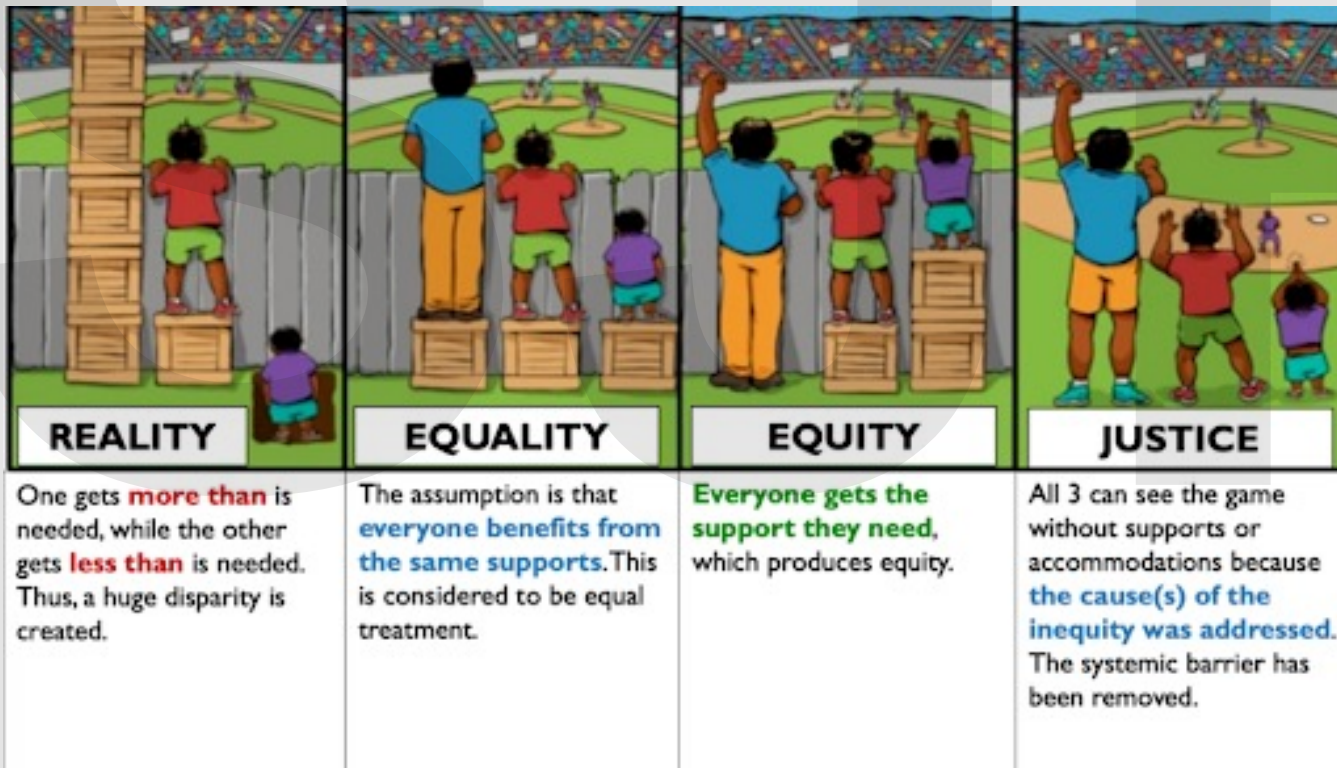 REALITY
One gets more than is
needed, while the other
gets less than is needed.
Thus, a huge disparity is
created.
EQUALITY
The assumption is that
everyone benefits from
the same supports. This
is considered to be equal
treatment.
EQUITY
Everyone gets the
support they need,
which produces equity.
JUSTICE
All 3 can see the game
without supports or
accommodations because
the cause(s) of the
inequity was addressed.
The systemic barrier has
been removed.